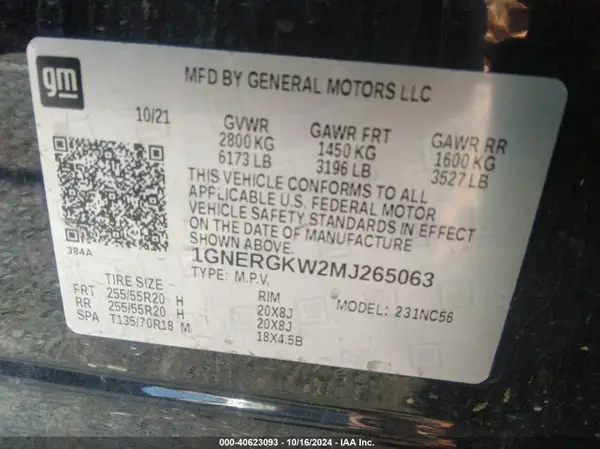 gm
MFD BY GENERAL MOTORS LLC
10/21
GVWR GAWR FRT GAWR RR
2800 KG 1450 KG 1600 KG
6173 LB 3196 LB 3527 LB
THIS VEHICLE CONFORMS TO ALL
APPLICABLE U.S. FEDERAL MOTOR
VEHICLE SAFETY STANDARDS IN EFFECT
ON THE DATE OF MANUFACTURE
SHOWN ABOVE.
384A
1GNERGKW2MJ265063
TYPE: M.P.V.
TIRE SIZE RIM MODEL: 231NC56
FRT 255/55R20 H 20X8J
RR 255/55R20 H 20X8J
SPA T135/70R18 M 18X4.5B
000-40623093 - 10/16/2024 - IAA Inc.